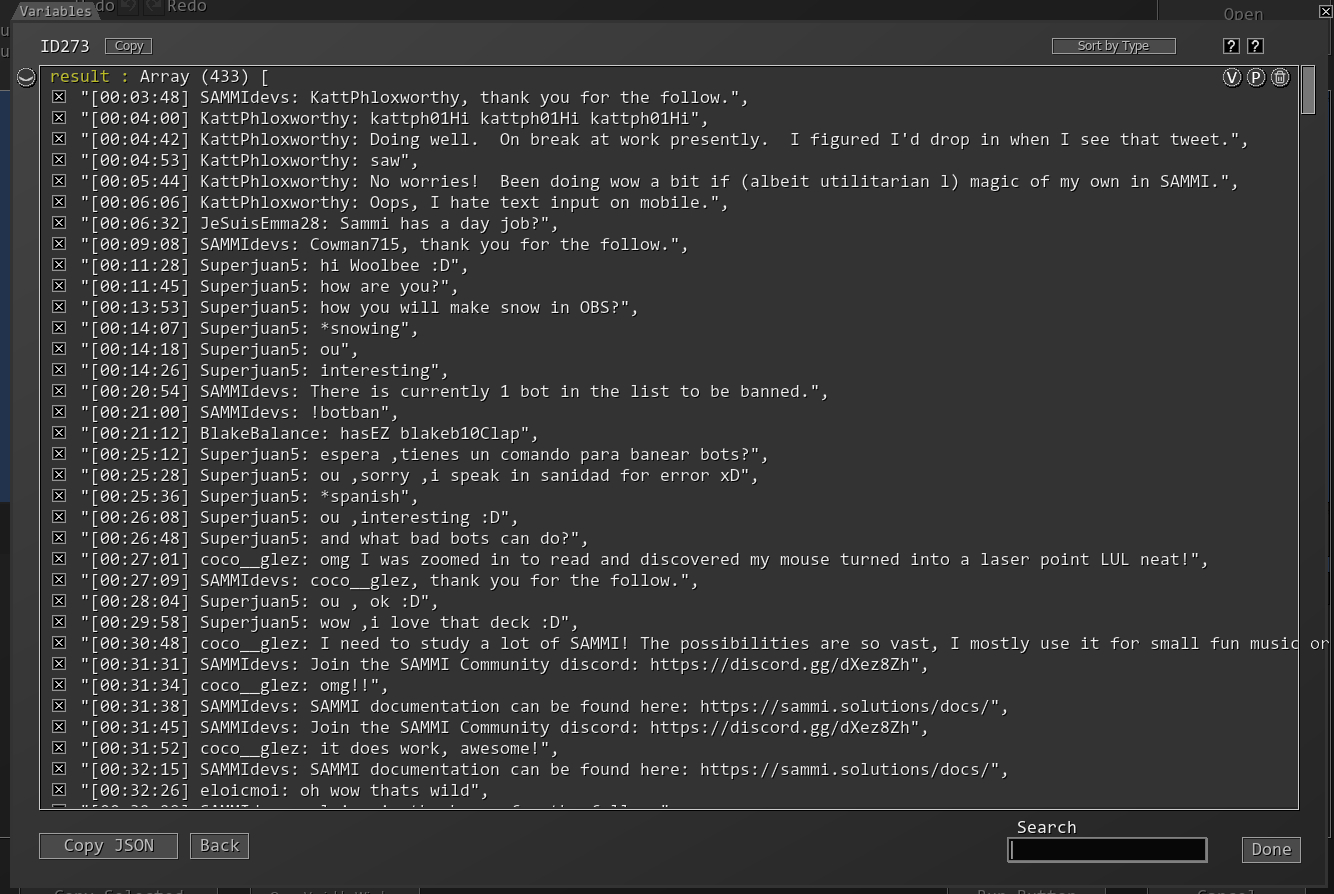 Variables
Redo
Open
ID273 Copy Sort by Type ? ?
result : Array (433) [ V P
"[00:03:48] SAMMIdevs: KattPhloxworthy, thank you for the follow.",
"[00:04:00] KattPhloxworthy: kattph01Hi kattph01Hi kattph01Hi",
"[00:04:42] KattPhloxworthy: Doing well.  On break at work presently.  I figured I'd drop in when I see that tweet.",
"[00:04:53] KattPhloxworthy: saw",
"[00:05:44] KattPhloxworthy: No worries!  Been doing wow a bit if (albeit utilitarian l) magic of my own in SAMMI.",
"[00:06:06] KattPhloxworthy: Oops, I hate text input on mobile.",
"[00:06:32] JeSuisEmma28: Sammi has a day job?",
"[00:09:08] SAMMIdevs: Cowman715, thank you for the follow.",
"[00:11:28] Superjuan5: hi Woolbee :D",
"[00:11:45] Superjuan5: how are you?",
"[00:13:53] Superjuan5: how you will make snow in OBS?",
"[00:14:07] Superjuan5: *snowing",
"[00:14:18] Superjuan5: ou",
"[00:14:26] Superjuan5: interesting",
"[00:20:54] SAMMIdevs: There is currently 1 bot in the list to be banned.",
"[00:21:00] SAMMIdevs: !botban",
"[00:21:12] BlakeBalance: hasEZ blakeb10Clap",
"[00:25:12] Superjuan5: espera ,tienes un comando para banear bots?",
"[00:25:28] Superjuan5: ou ,sorry ,i speak in sanidad for error xD",
"[00:25:36] Superjuan5: *spanish",
"[00:26:08] Superjuan5: ou ,interesting :D",
"[00:26:48] Superjuan5: and what bad bots can do?",
"[00:27:01] coco__glez: omg I was zoomed in to read and discovered my mouse turned into a laser point LUL neat!",
"[00:27:09] SAMMIdevs: coco__glez, thank you for the follow.",
"[00:28:04] Superjuan5: ou , ok :D",
"[00:29:58] Superjuan5: wow ,i love that deck :D",
"[00:30:48] coco__glez: I need to study a lot of SAMMI! The possibilities are so vast, I mostly use it for small fun music or
"[00:31:31] SAMMIdevs: Join the SAMMI Community discord: https://discord.gg/dXez8Zh",
"[00:31:34] coco__glez: omg!!",
"[00:31:38] SAMMIdevs: SAMMI documentation can be found here: https://sammi.solutions/docs/",
"[00:31:45] SAMMIdevs: Join the SAMMI Community discord: https://discord.gg/dXez8Zh",
"[00:31:52] coco__glez: it does work, awesome!",
"[00:32:15] SAMMIdevs: SAMMI documentation can be found here: https://sammi.solutions/docs/",
"[00:32:26] eloicmoi: oh wow thats wild",
Search
Copy JSON Back Done